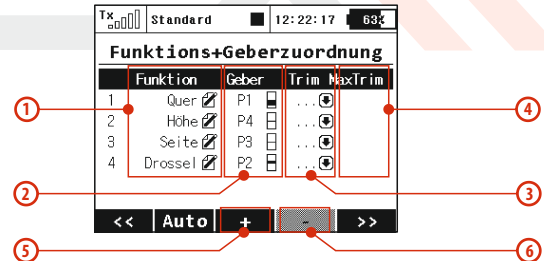 Tx Standard 12:22:17 63%
Funktions+Geberzuordnung
Funktion Geber Trim MaxTrim
1 Quer P1 ...
2 Höhe P4 ...
3 Seite P3 ...
4 Drossel P2 ...
<< Auto + - >>
1
2
3
4
5
6